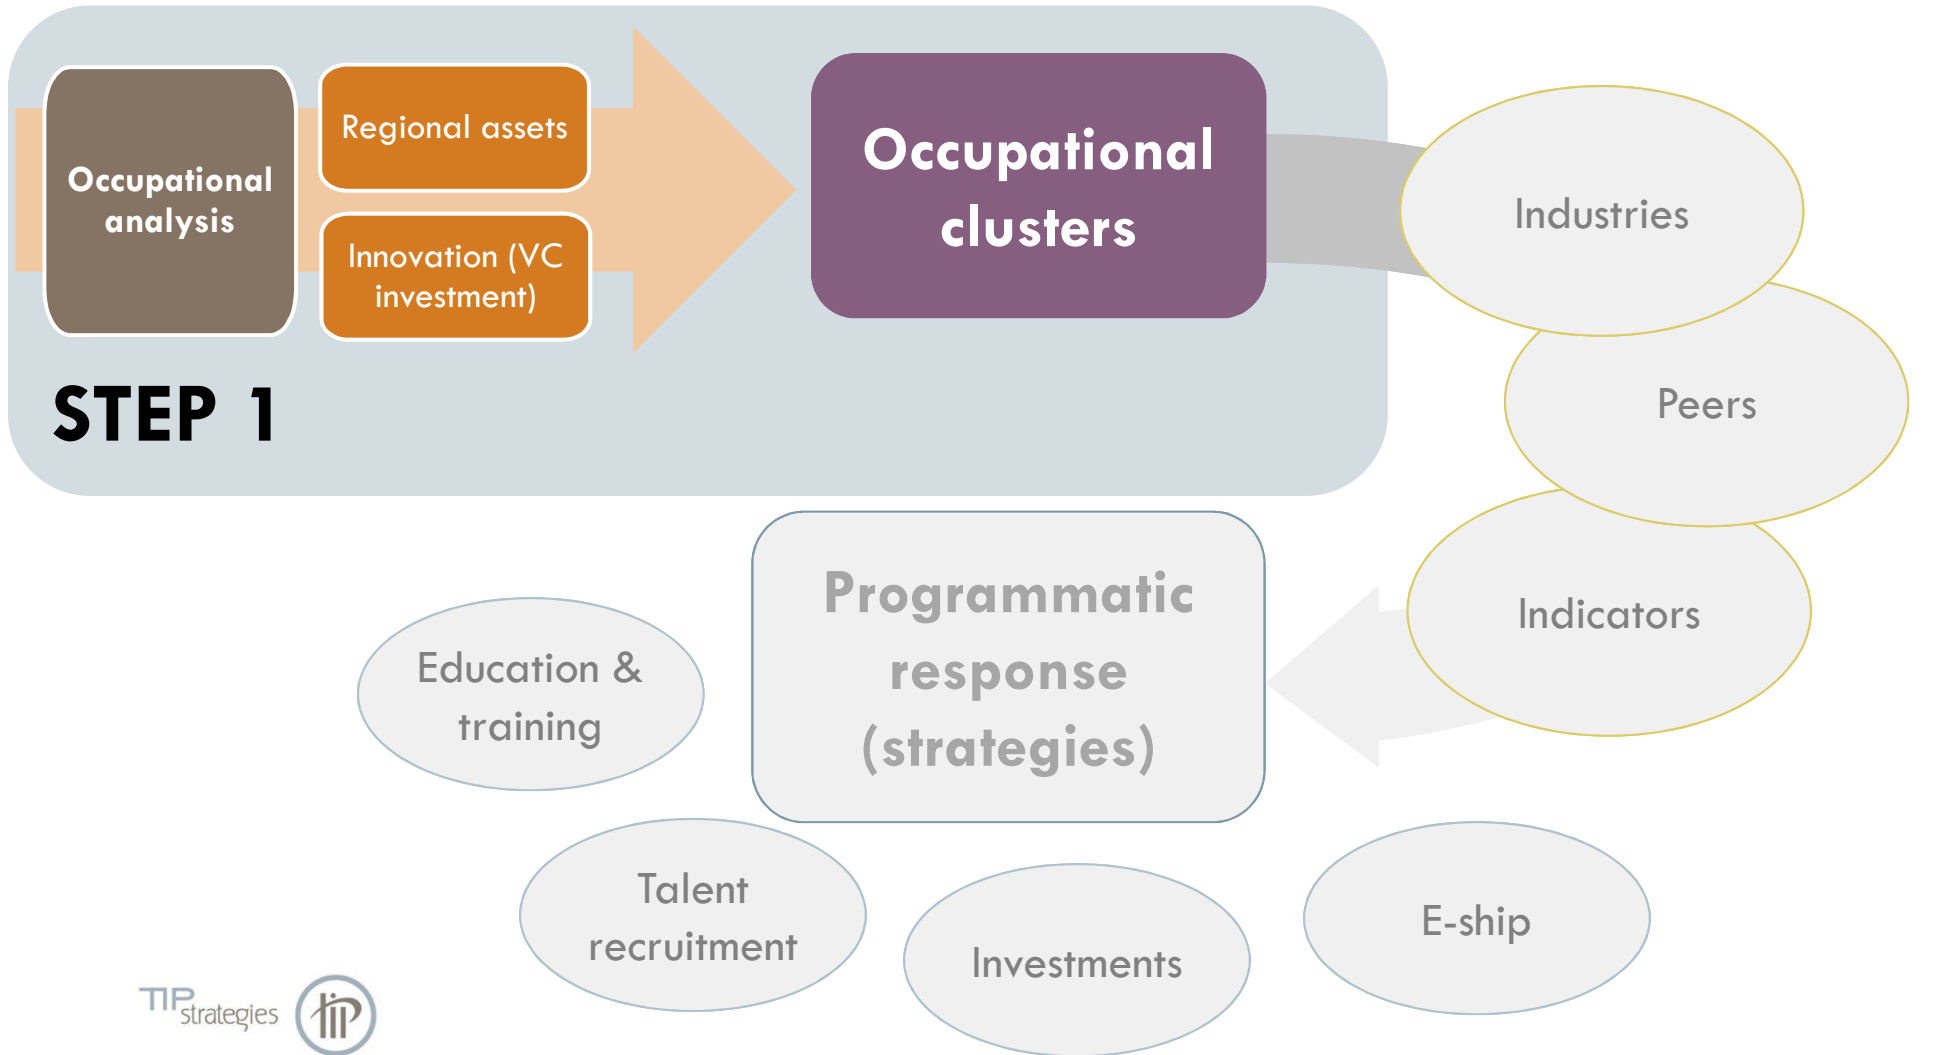 Occupational
analysis
Regional assets
Innovation (VC
investment)
Occupational
clusters
STEP 1
Industries
Peers
Indicators
Programmatic
response
(strategies)
Education &
training
Talent
recruitment
Investments
E-ship
TIP
strategies
tip